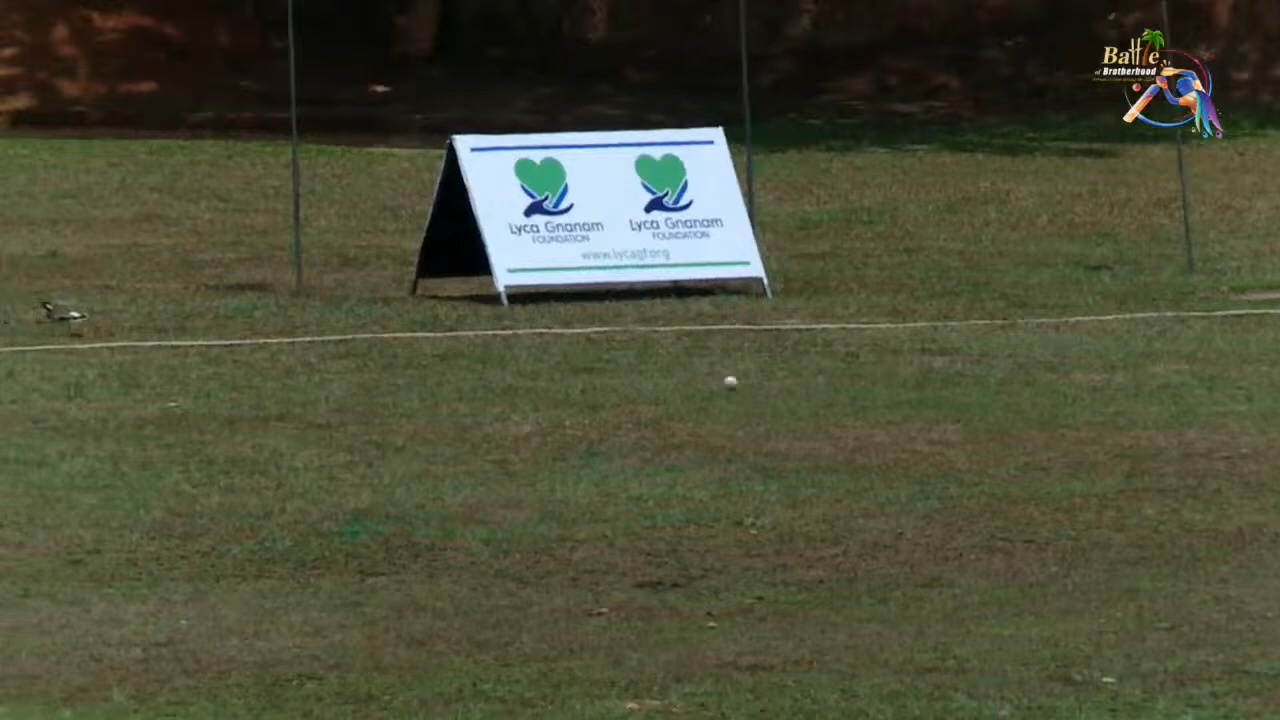 Battle
of Brotherhood
Lyca Gnanam
FOUNDATION
Lyca Gnanam
FOUNDATION
www.lycagf.org